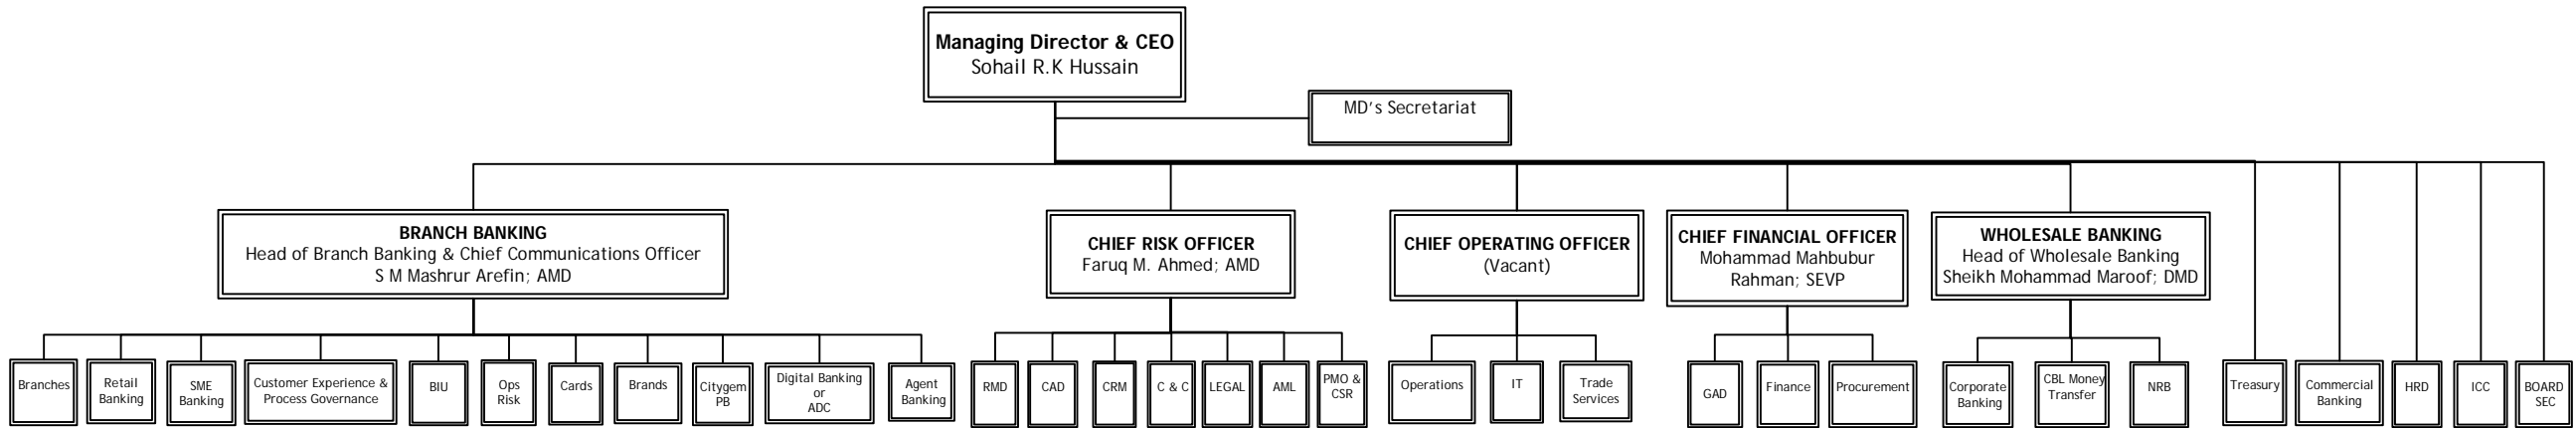 Managing Director & CEO
Sohail R.K Hussain
MD's Secretariat
BRANCH BANKING
Head of Branch Banking & Chief Communications Officer
S M Mashrur Arefin; AMD
CHIEF RISK OFFICER
Faruq M. Ahmed; AMD
CHIEF OPERATING OFFICER
(Vacant)
CHIEF FINANCIAL OFFICER
Mohammad Mahbubur
Rahman; SEVP
WHOLESALE BANKING
Head of Wholesale Banking
Sheikh Mohammad Maroof; DMD
Branches
Retail
Banking
SME
Banking
Customer Experience &
Process Governance
BIU
Ops
Risk
Cards
Brands
Citygem
PB
Digital Banking
or
ADC
Agent
Banking
RMD
CAD
CRM
C & C
LEGAL
AML
PMO &
CSR
Operations
IT
Trade
Services
GAD
Finance
Procurement
Corporate
Banking
CBL Money
Transfer
NRB
Treasury
Commercial
Banking
HRD
ICC
BOARD
SEC